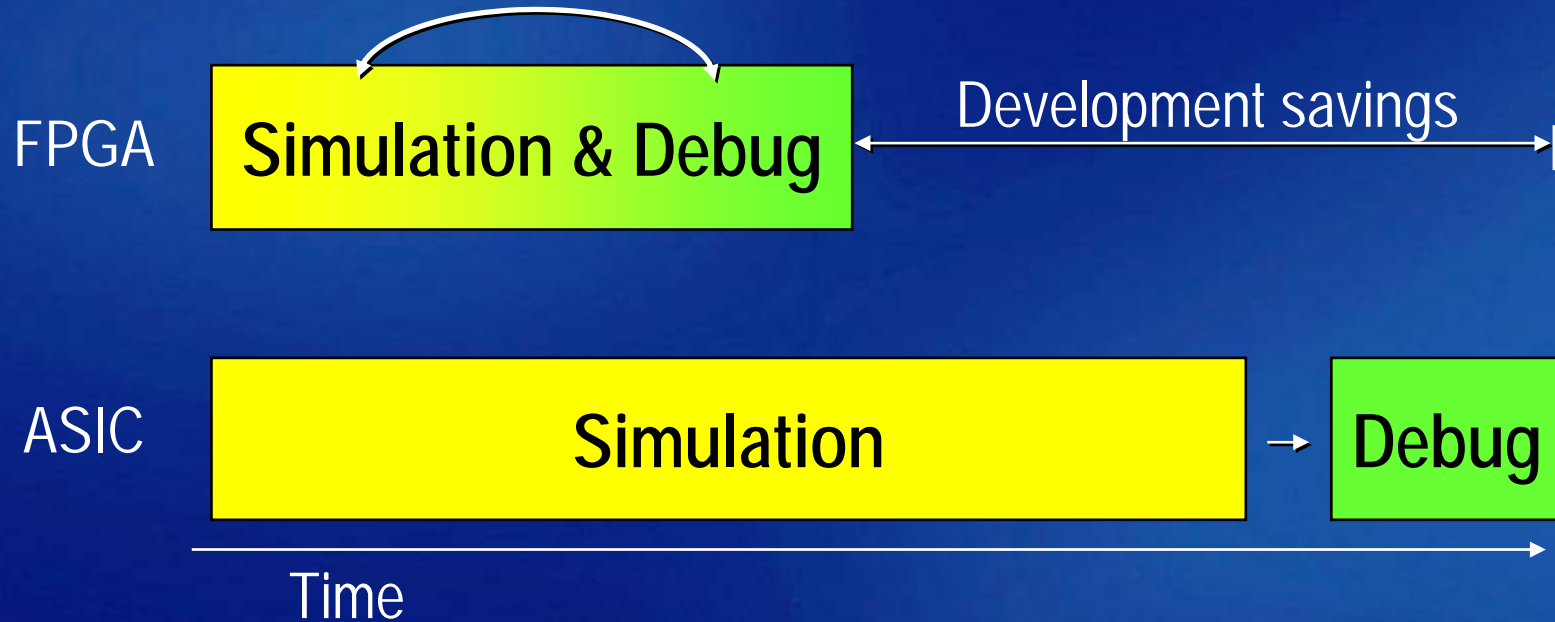 FPGA
Simulation & Debug
Development savings
ASIC
Simulation
Debug
Time